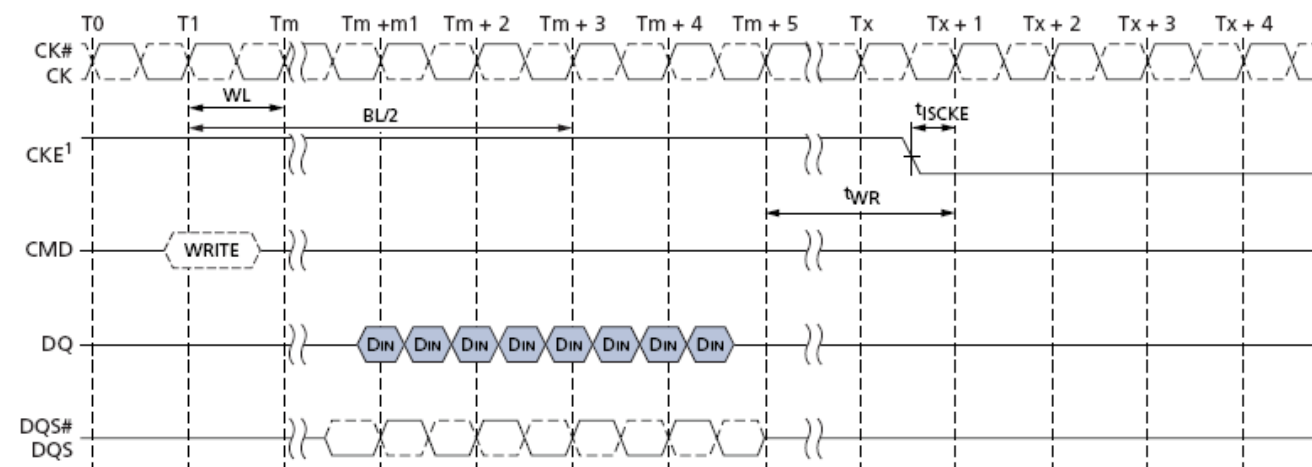 T0 T1 Tm Tm +m1 Tm + 2 Tm + 3 Tm + 4 Tm + 5 Tx Tx + 1 Tx + 2 Tx + 3 Tx + 4
CK#
CK
WL
BL/2
tISCKE
CKE1
tWR
CMD WRITE
DQ DIN DIN DIN DIN DIN DIN DIN DIN
DQS#
DQS